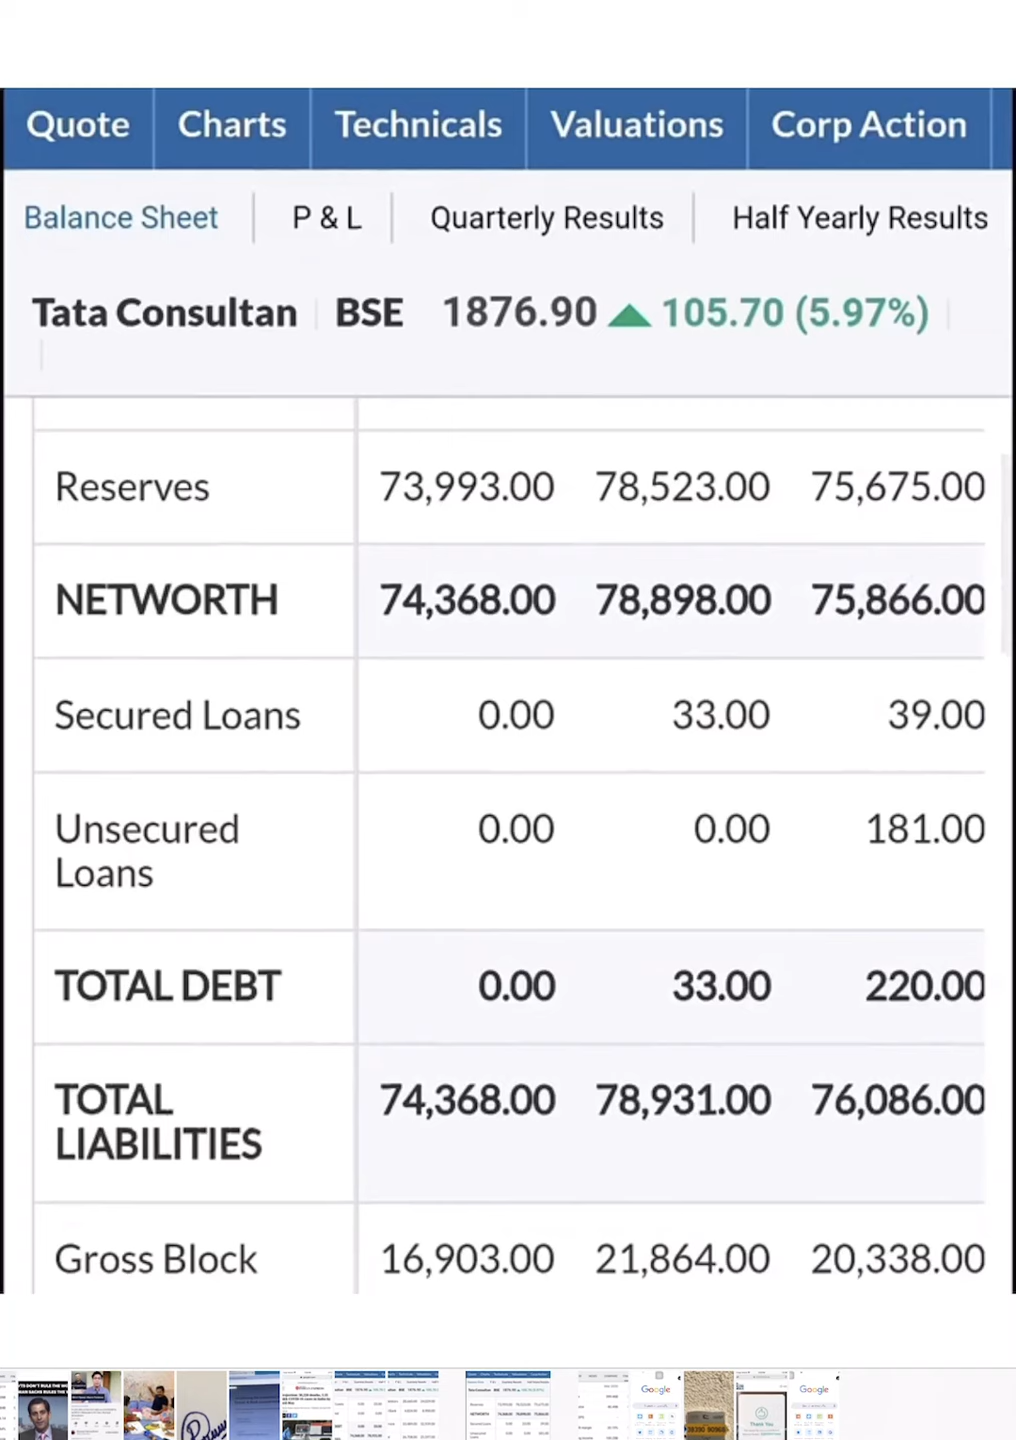 Quote Charts Technicals Valuations Corp Action
Balance Sheet P & L Quarterly Results Half Yearly Results
Tata Consultan BSE 1876.90 ▲ 105.70 (5.97%)
Reserves 73,993.00 78,523.00 75,675.00
NETWORTH 74,368.00 78,898.00 75,866.00
Secured Loans 0.00 33.00 39.00
Unsecured 0.00 0.00 181.00
Loans
TOTAL DEBT 0.00 33.00 220.00
TOTAL 74,368.00 78,931.00 76,086.00
LIABILITIES
Gross Block 16,903.00 21,864.00 20,338.00
Google
Thank You
Google